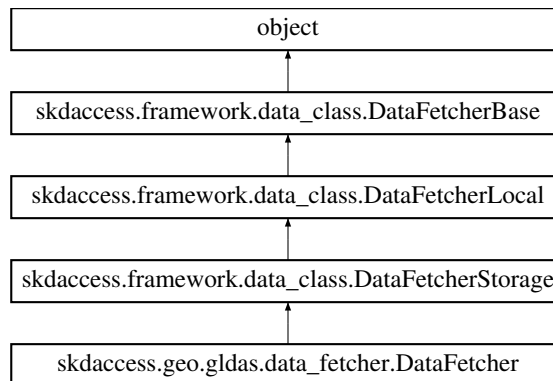 object
skdaccess.framework.data_class.DataFetcherBase
skdaccess.framework.data_class.DataFetcherLocal
skdaccess.framework.data_class.DataFetcherStorage
skdaccess.geo.gldas.data_fetcher.DataFetcher